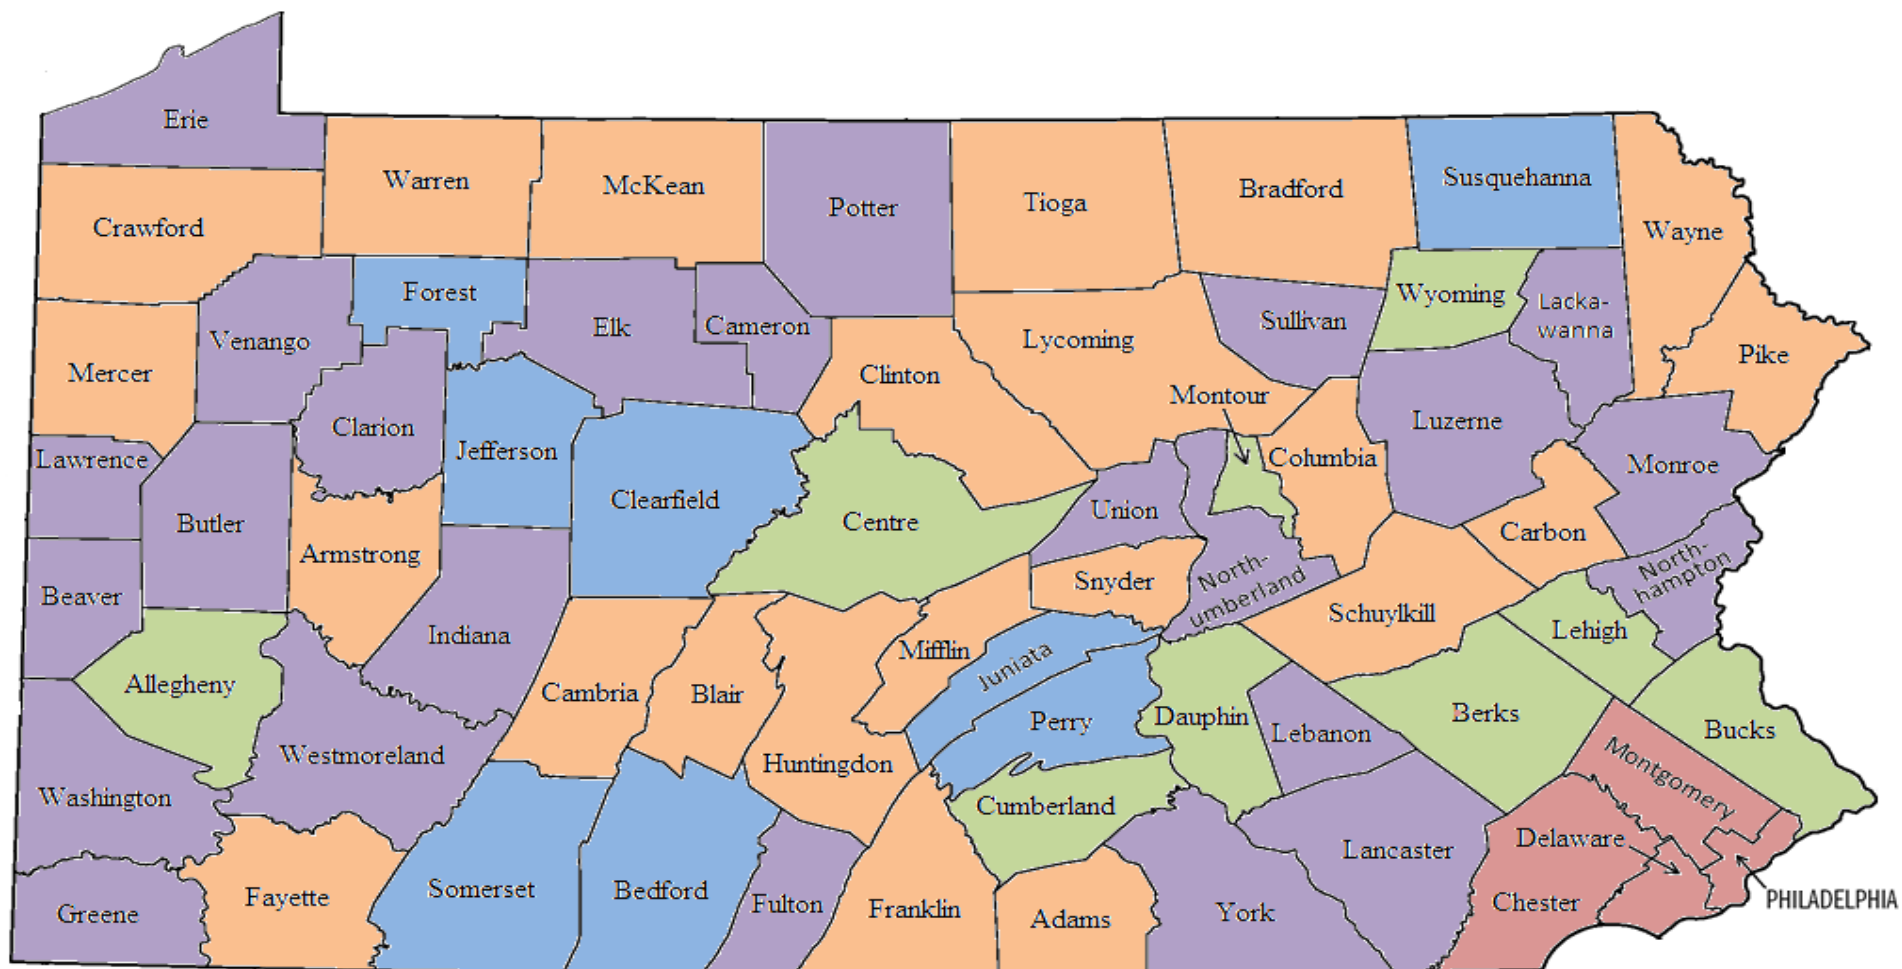 Erie
Warren
McKean
Potter
Tioga
Bradford
Susquehanna
Wayne
Crawford
Forest
Elk
Cameron
Clinton
Lycoming
Sullivan
Wyoming
Lacka-
wanna
Pike
Mercer
Venango
Clarion
Jefferson
Clearfield
Centre
Montour
Columbia
Luzerne
Monroe
Lawrence
Butler
Armstrong
Indiana
Union
Snyder
North-
umberland
Carbon
North-
hampton
Beaver
Allegheny
Westmoreland
Cambria
Blair
Huntingdon
Mifflin
Juniata
Perry
Dauphin
Lebanon
Schuylkill
Berks
Lehigh
Bucks
Washington
Cumberland
Lancaster
Montgomery
Delaware
Chester
PHILADELPHIA
Greene
Fayette
Somerset
Bedford
Fulton
Franklin
Adams
York